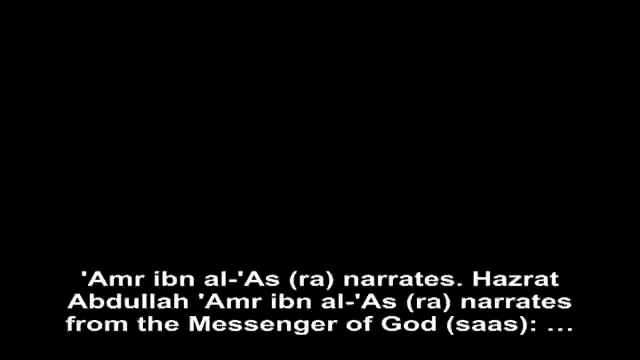 'Amr ibn al-'As (ra) narrates. Hazrat
Abdullah 'Amr ibn al-'As (ra) narrates
from the Messenger of God (saas): ...